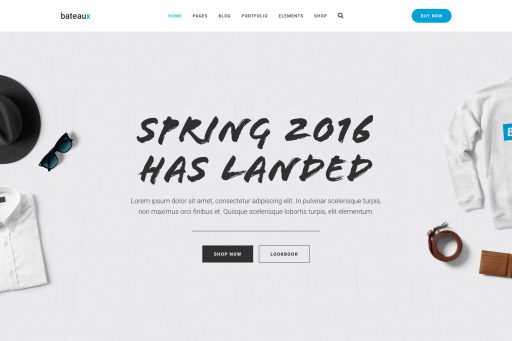 bateaux
HOME PAGES BLOG PORTFOLIO ELEMENTS SHOP
BUY NOW
SPRING 2016
HAS LANDED
Lorem ipsum dolor sit amet, consectetur adipiscing elit. In pulvinar scelerisque turpis,
non maximus orci finibus et. Quisque scelerisque lobortis turpis, elit elementum.
SHOP NOW
LOOKBOOK